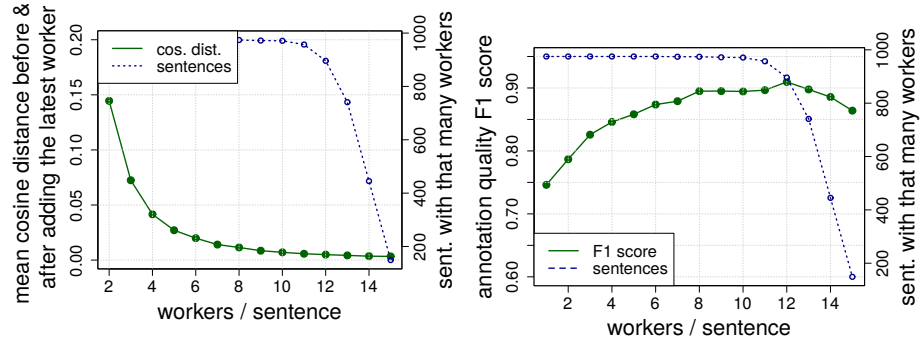 mean cosine distance before &
after adding the latest worker
0.00 0.05 0.10 0.15 0.20
cos. dist.
sentences
200 400 600 800 1000
sent. with that many workers
2 4 6 8 10 12 14
workers / sentence
annotation quality F1 score
0.60 0.70 0.80 0.90
F1 score
sentences
200 400 600 800 1000
sent. with that many workers
2 4 6 8 10 12 14
workers / sentence